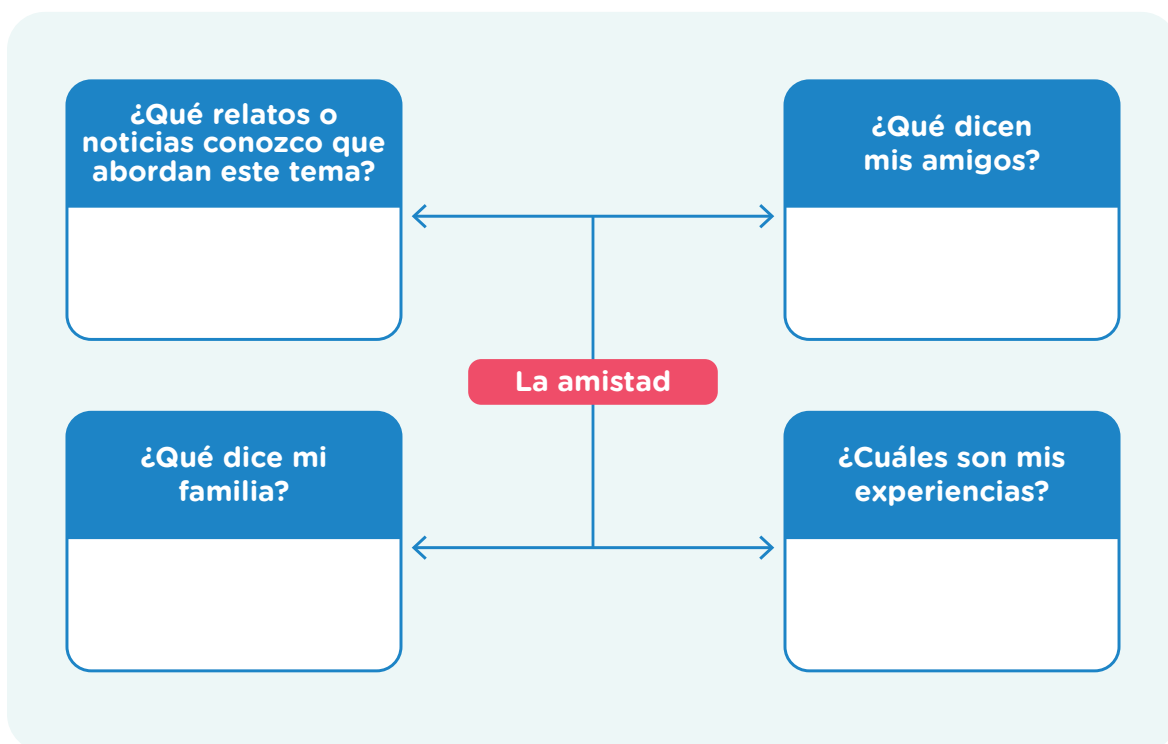 ¿Qué relatos o
noticias conozco que
abordan este tema?
¿Qué dicen
mis amigos?
La amistad
¿Qué dice mi
familia?
¿Cuáles son mis
experiencias?